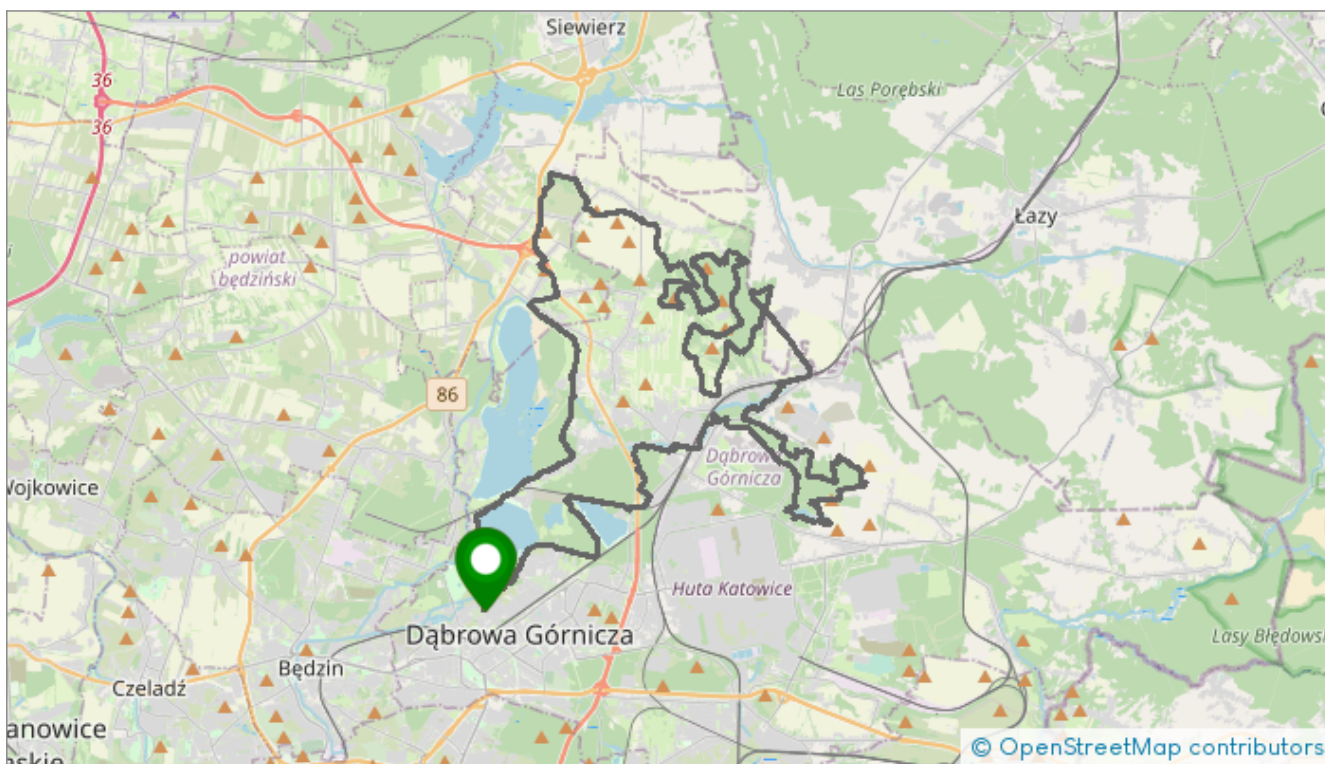 Siewierz
36
36
Las Porębski
Łazy
powiat
będziński
86
Dąbrowa
Górnicza
Wojkowice
Huta Katowice
Dąbrowa Górnicza
Lasy Błędowsk
Będzin
Czeladź
anowice
skie
© OpenStreetMap contributors